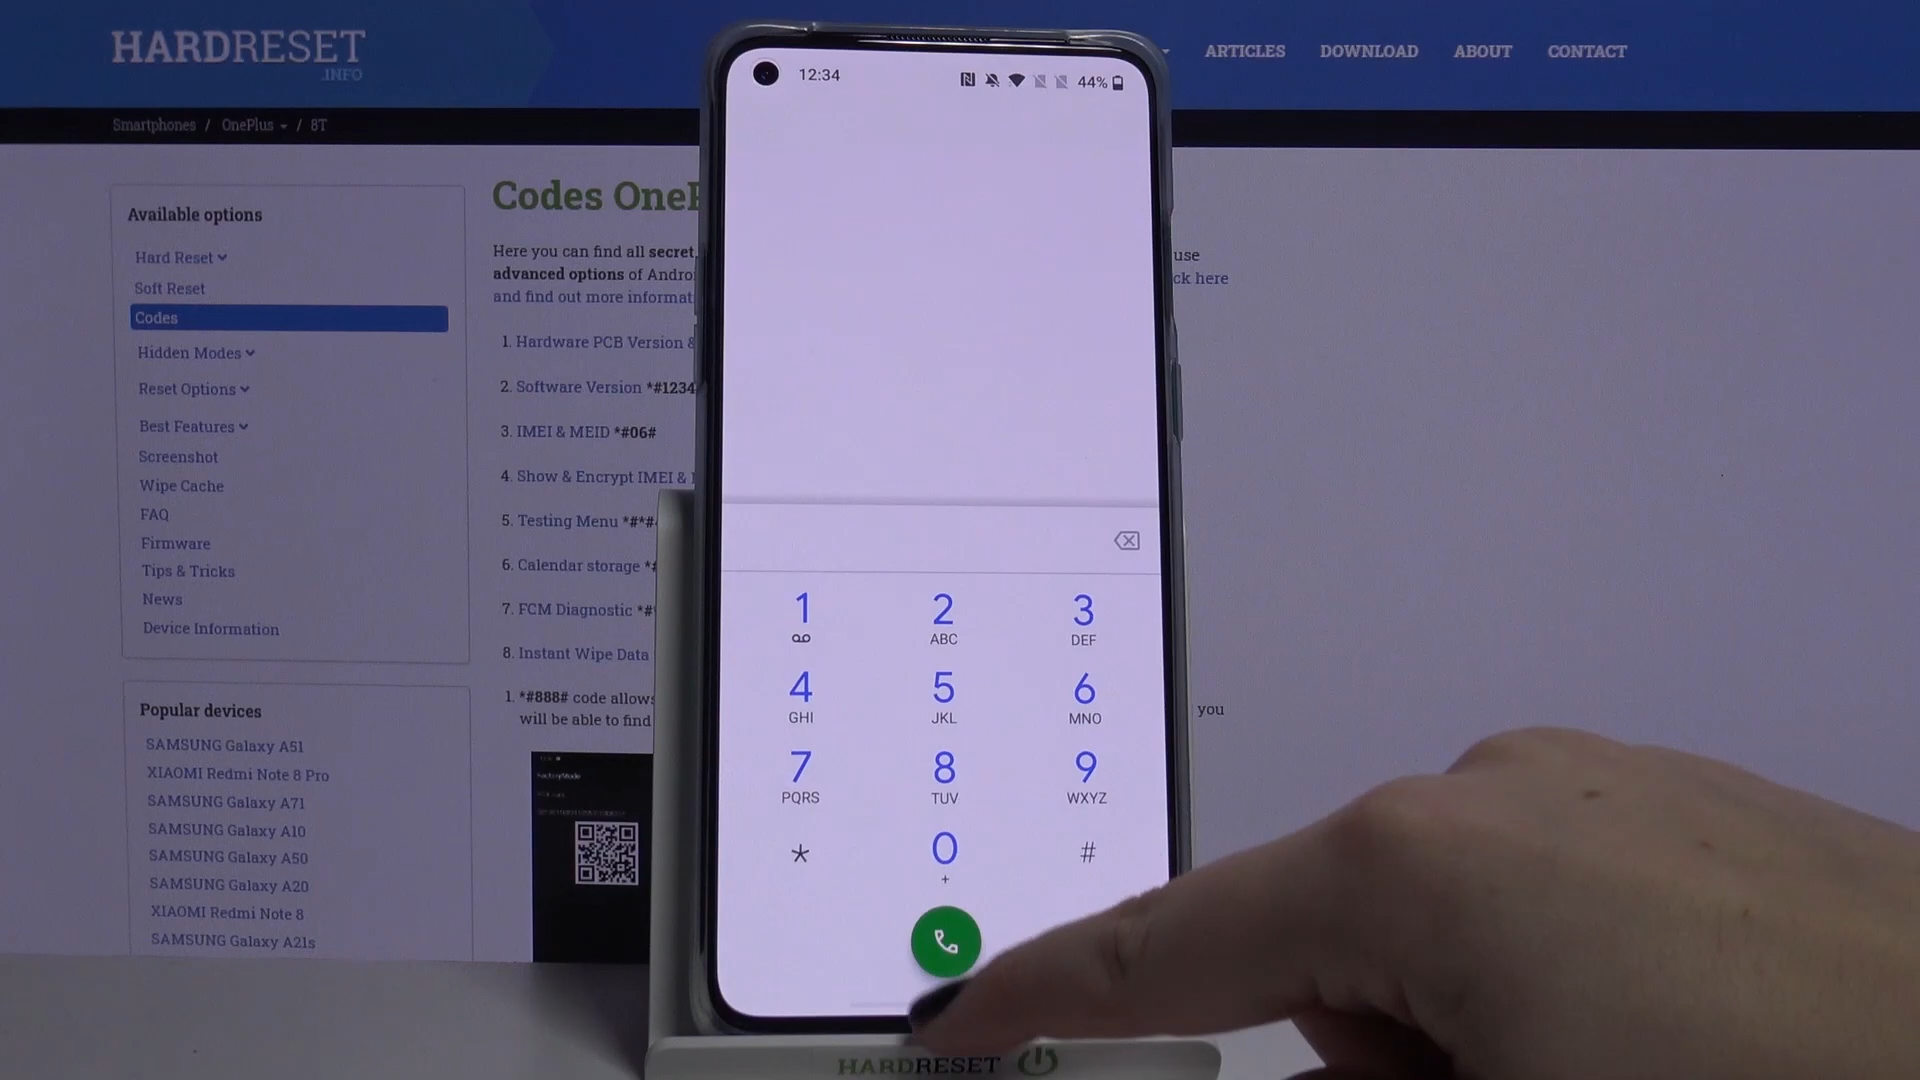 HARDRESET
.INFO
ARTICLES DOWNLOAD ABOUT CONTACT
Smartphones / OnePlus / 8T
Available options
Hard Reset
Soft Reset
Codes
Hidden Modes
Reset Options
Best Features
Screenshot
Wipe Cache
FAQ
Firmware
Tips & Tricks
News
Device Information
Popular devices
SAMSUNG Galaxy A51
XIAOMI Redmi Note 8 Pro
SAMSUNG Galaxy A71
SAMSUNG Galaxy A10
SAMSUNG Galaxy A50
SAMSUNG Galaxy A20
XIAOMI Redmi Note 8
SAMSUNG Galaxy A21s
Codes OneP
Here you can find all secret, use
advanced options of Andro ck here
and find out more informat
1. Hardware PCB Version &
2. Software Version *#1234
3. IMEI & MEID *#06#
4. Show & Encrypt IMEI &
5. Testing Menu *#*#
6. Calendar storage *#
7. FCM Diagnostic *#*
8. Instant Wipe Data
1. *#888# code allows you
will be able to find
FactoryMode
12:34 44%
1 2 3
ABC DEF
4 5 6
GHI JKL MNO
7 8 9
PQRS TUV WXYZ
* 0 #
+
HARDRESET